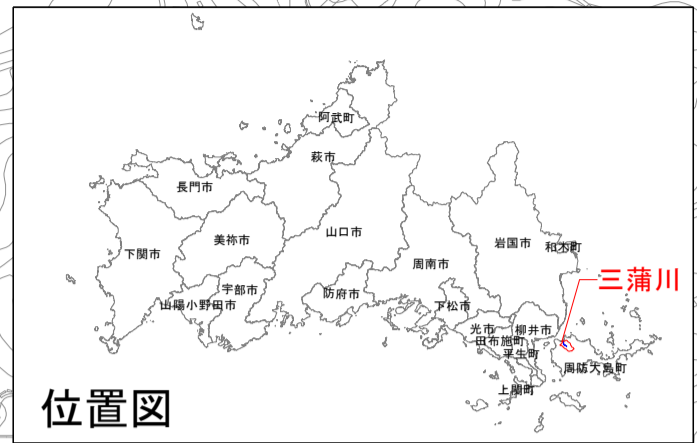 阿武町
萩市
長門市
山口市
美祢市
下関市
岩国市
和木町
周南市
三蒲川
宇部市
防府市
山陽小野田市
下松市
光市
柳井市
田布施町
平生町
周防大島町
上関町
位置図